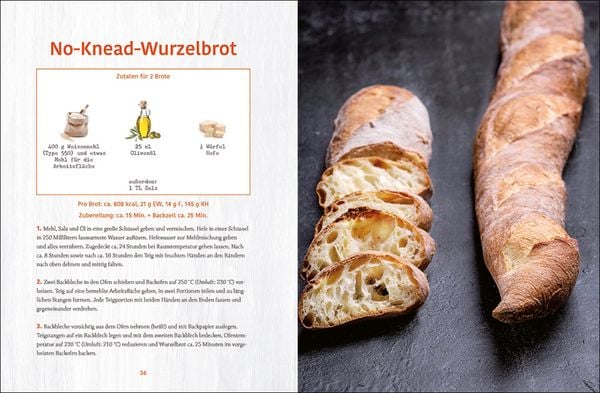 No-Knead-Wurzelbrot
Zutaten für 2 Brote
400 g Weizenmehl
(Type 550) und etwas
Mehl für die
Arbeitsfläche
25 ml
Olivenöl
Würfel
Hefe
außerdem:
1 TL Salz
Pro Brot: ca. 808 kcal, 21 g EW, 14 g F, 145 g KH
Zubereitung: ca. 15 Min. + Backzeit ca. 25 Min.
1. Mehl, Salz und Öl in eine große Schüssel geben und vermischen. Hefe in einer Schüssel
in 250 Millilitern lauwarmem Wasser auflösen. Hefewasser zur Mehlmischung geben
und alles verrühren. Zugedeckt ca. 24 Stunden bei Raumtemperatur gehen lassen. Nach
ca. 8 Stunden sowie nach ca. 16 Stunden den Teig mit feuchten Händen an den Rändern
nach oben dehnen und mittig falten.
2. Zwei Backbleche in den Ofen schieben und Backofen auf 250 °C (Umluft: 230 °C) vor-
heizen. Teig auf eine bemehlte Arbeitsfläche geben, in zwei Portionen teilen und zu läng-
lichen Stangen formen. Jede Teigportion mit beiden Händen an den Enden fassen und
gegeneinander verdrehen.
3. Backbleche vorsichtig aus dem Ofen nehmen (heiß!) und mit Backpapier auslegen.
Teigstangen auf ein Backblech legen und mit dem zweiten Backblech bedecken. Ofentem-
peratur auf 230 °C (Umluft: 210 °C) reduzieren und Wurzelbrot ca. 25 Minuten im vorge-
heizten Backofen backen.
36